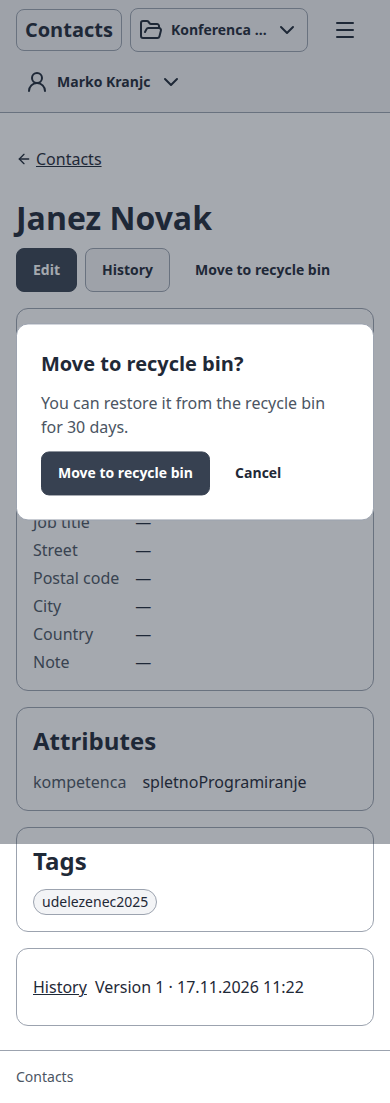 Contacts
Konferenca ...
Marko Kranjc
← Contacts
Janez Novak
Edit History Move to recycle bin
Move to recycle bin?
You can restore it from the recycle bin
for 30 days.
Move to recycle bin Cancel
Job title —
Street —
Postal code —
City —
Country —
Note —
Attributes
kompetenca spletnoProgramiranje
Tags
udelezenec2025
History Version 1 · 17.11.2026 11:22
Contacts